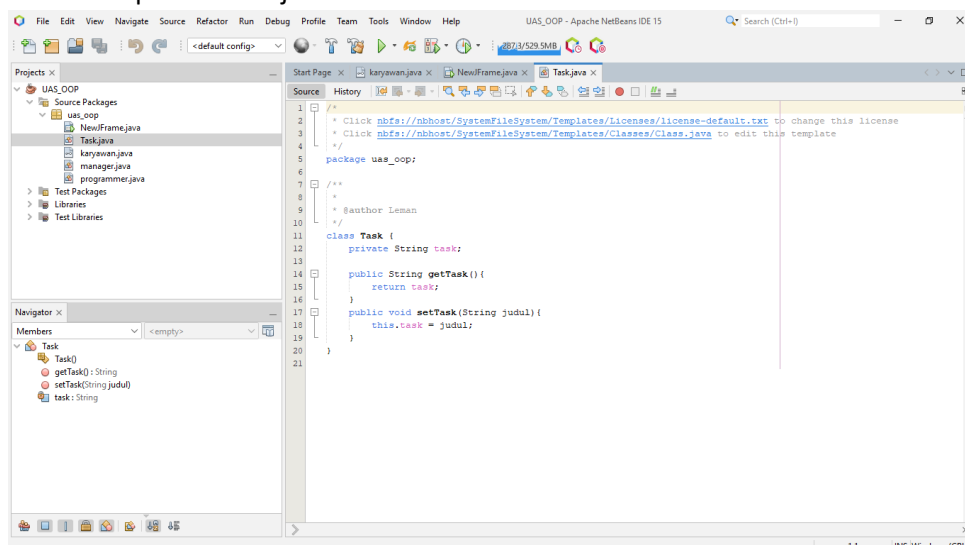 File Edit View Navigate Source Refactor Run Debug Profile Team Tools Window Help UAS_OOP - Apache NetBeans IDE 15 Search (Ctrl+I)
<default config> 287.3/529.5MB
Projects
UAS_OOP
Source Packages
uas_oop
NewJFrame.java
Task.java
karyawan.java
manager.java
programmer.java
Test Packages
Libraries
Test Libraries
Navigator
Members <empty>
Task
Task()
getTask() : String
setTask(String judul)
task : String
Start Page karyawan.java NewJFrame.java Task.java
Source History
1 /*
2 * Click nbfs://nbhost/SystemFileSystem/Templates/Licenses/license-default.txt to change this license
3 * Click nbfs://nbhost/SystemFileSystem/Templates/Classes/Class.java to edit this template
4 */
5 package uas_oop;
6
7 /**
8 *
9 * @author Leman
10 */
11 class Task {
12 private String task;
13
14 public String getTask(){
15 return task;
16 }
17 public void setTask(String judul){
18 this.task = judul;
19 }
20 }
21